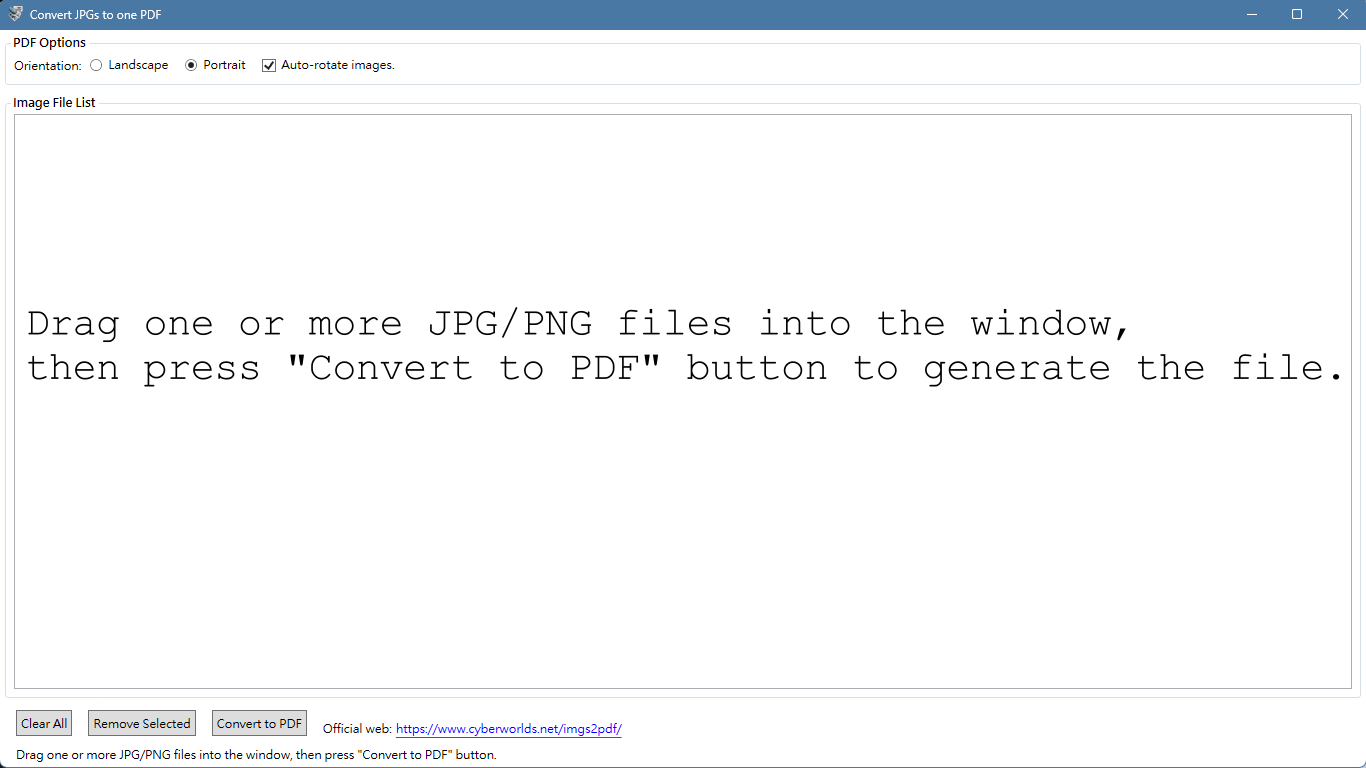 Convert JPGs to one PDF
PDF Options
Orientation: Landscape Portrait Auto-rotate images.
Image File List
Drag one or more JPG/PNG files into the window,
then press "Convert to PDF" button to generate the file.
Clear All Remove Selected Convert to PDF Official web: https://www.cyberworlds.net/imgs2pdf/
Drag one or more JPG/PNG files into the window, then press "Convert to PDF" button.